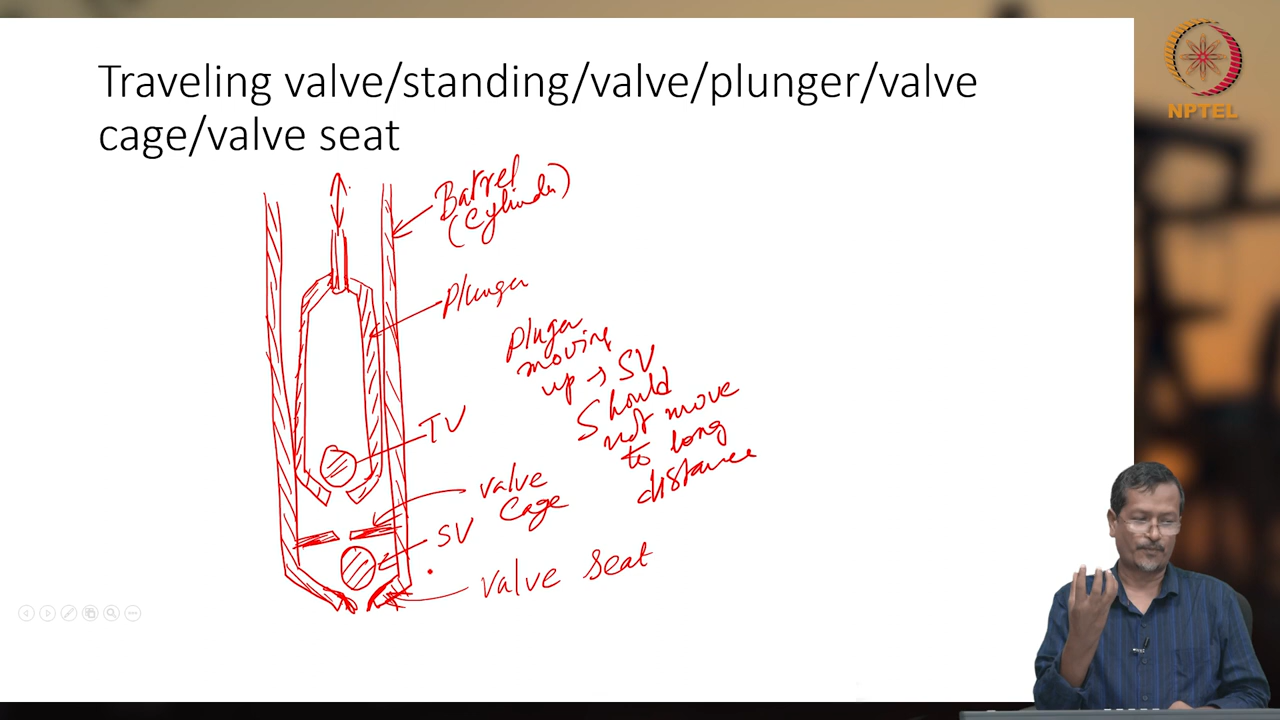 Traveling valve/standing/valve/plunger/valve
cage/valve seat
NPTEL
Barrel
(Cylinder)
Plunger
Pluger
moving
up → SV
Should
not move
to long
distance
TV
valve
Cage
SV
valve seat